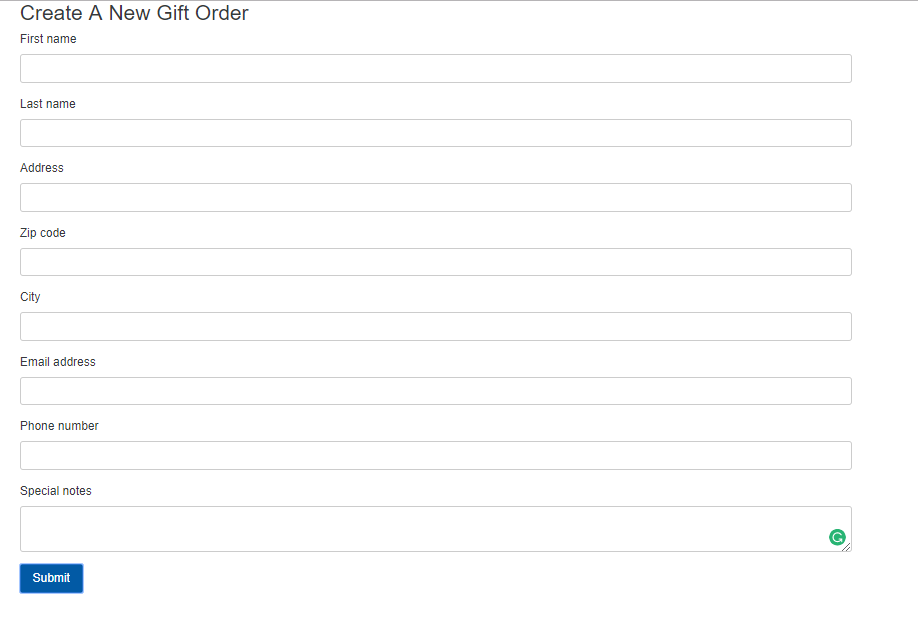 Create A New Gift Order
First name
Last name
Address
Zip code
City
Email address
Phone number
Special notes
Submit